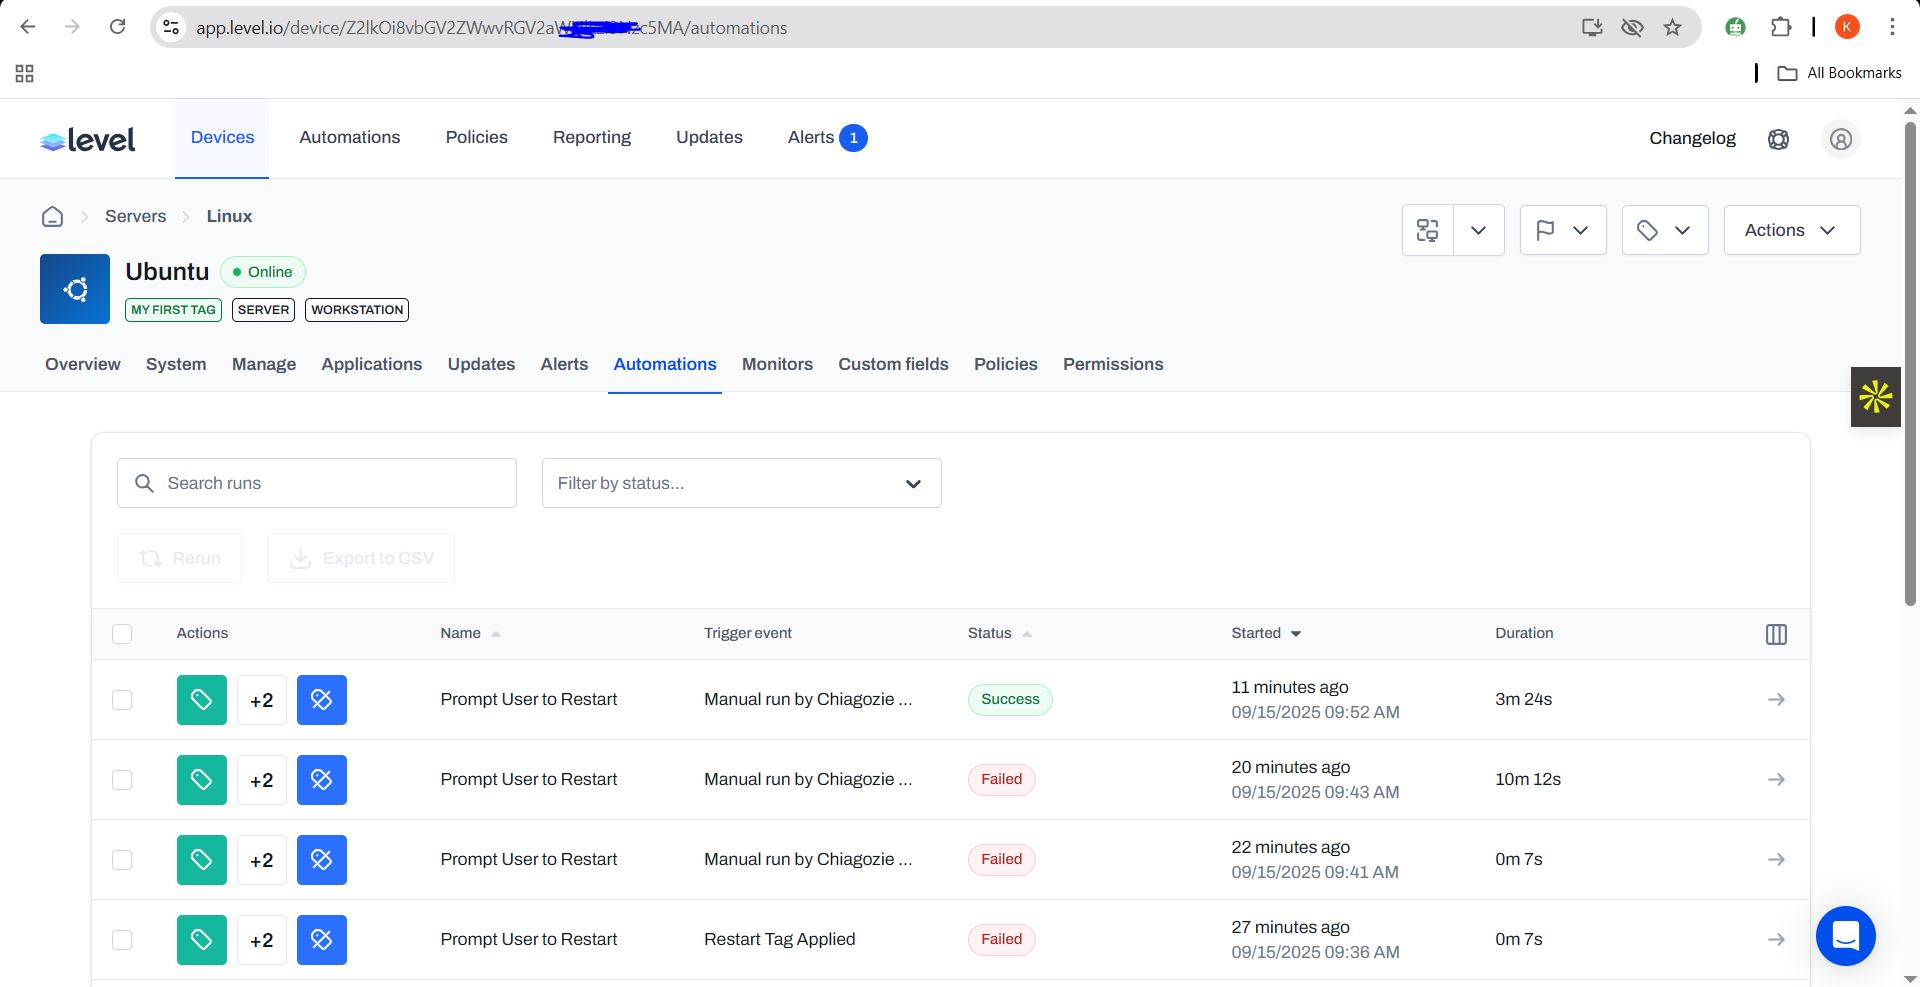 app.level.io/device/Z2lkOi8vbGV2ZWwvRGV2aW c5MA/automations
K
All Bookmarks
level
Devices
Automations
Policies
Reporting
Updates
Alerts 1
Changelog
Servers
Linux
Actions
Ubuntu
Online
MY FIRST TAG
SERVER
WORKSTATION
Overview
System
Manage
Applications
Updates
Alerts
Automations
Monitors
Custom fields
Policies
Permissions
Search runs
Filter by status...
Rerun
Export to CSV
Actions
Name
Trigger event
Status
Started
Duration
+2
Prompt User to Restart
Manual run by Chiagozie ...
Success
11 minutes ago
09/15/2025 09:52 AM
3m 24s
+2
Prompt User to Restart
Manual run by Chiagozie ...
Failed
20 minutes ago
09/15/2025 09:43 AM
10m 12s
+2
Prompt User to Restart
Manual run by Chiagozie ...
Failed
22 minutes ago
09/15/2025 09:41 AM
0m 7s
+2
Prompt User to Restart
Restart Tag Applied
Failed
27 minutes ago
09/15/2025 09:36 AM
0m 7s